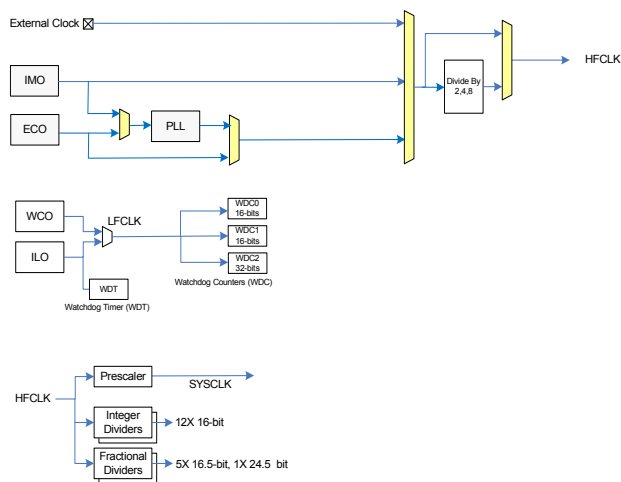 External Clock
HFCLK
IMO
Divide By
2,4,8
ECO
PLL
WCO
LFCLK
WDC0
16-bits
WDC1
16-bits
ILO
WDC2
32-bits
WDT
Watchdog Counters (WDC)
Watchdog Timer (WDT)
Prescaler
SYSCLK
HFCLK
Integer
Dividers
12X 16-bit
Fractional
Dividers
5X 16.5-bit, 1X 24.5 bit